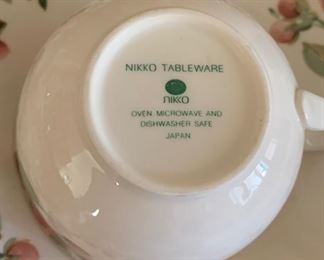 NIKKO TABLEWARE
nikko
OVEN MICROWAVE AND
DISHWASHER SAFE
JAPAN